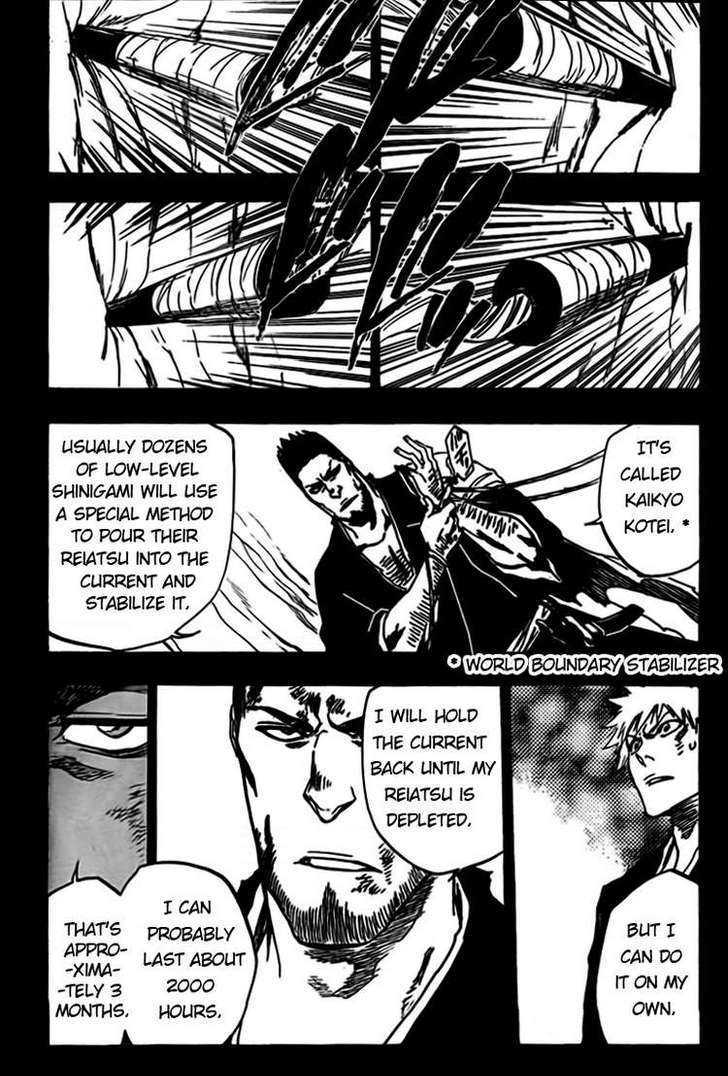 IT'S
CALLED
KAIKYO
KOTEI. *
USUALLY DOZENS
OF LOW-LEVEL
SHINIGAMI WILL USE
A SPECIAL METHOD
TO POUR THEIR
REIATSU INTO THE
CURRENT AND
STABILIZE IT.
* WORLD BOUNDARY STABILIZER
BUT I
CAN DO
IT ON MY
OWN.
I WILL HOLD
THE CURRENT
BACK UNTIL MY
REIATSU IS
DEPLETED.
I CAN
PROBABLY
LAST ABOUT
2000
HOURS.
THAT'S
APPRO-
-XIMA-
-TELY 3
MONTHS.